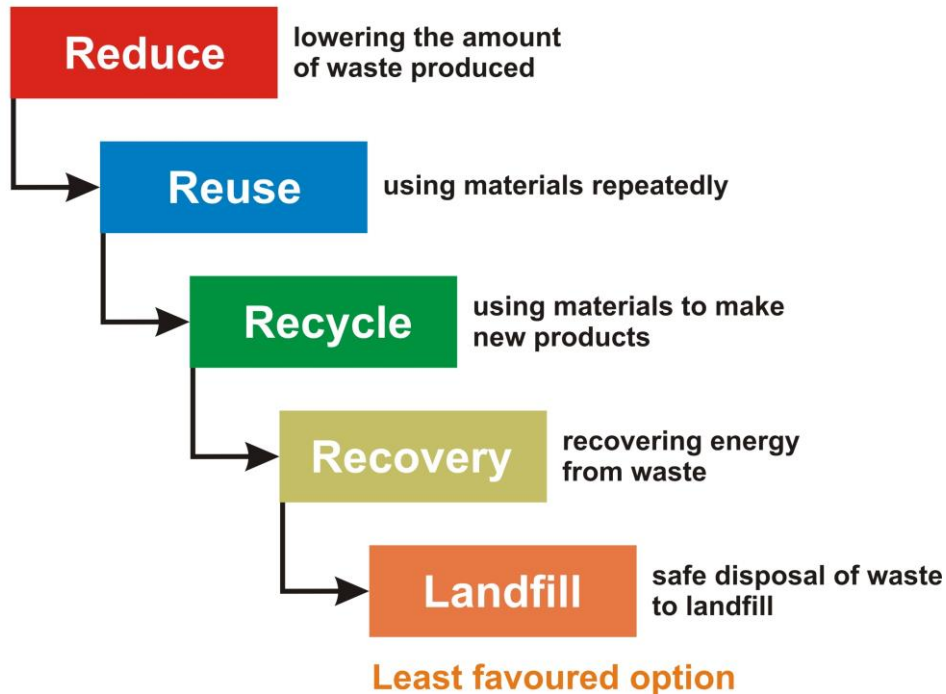 Reduce
lowering the amount
of waste produced
Reuse
using materials repeatedly
Recycle
using materials to make
new products
Recovery
recovering energy
from waste
Landfill
safe disposal of waste
to landfill
Least favoured option